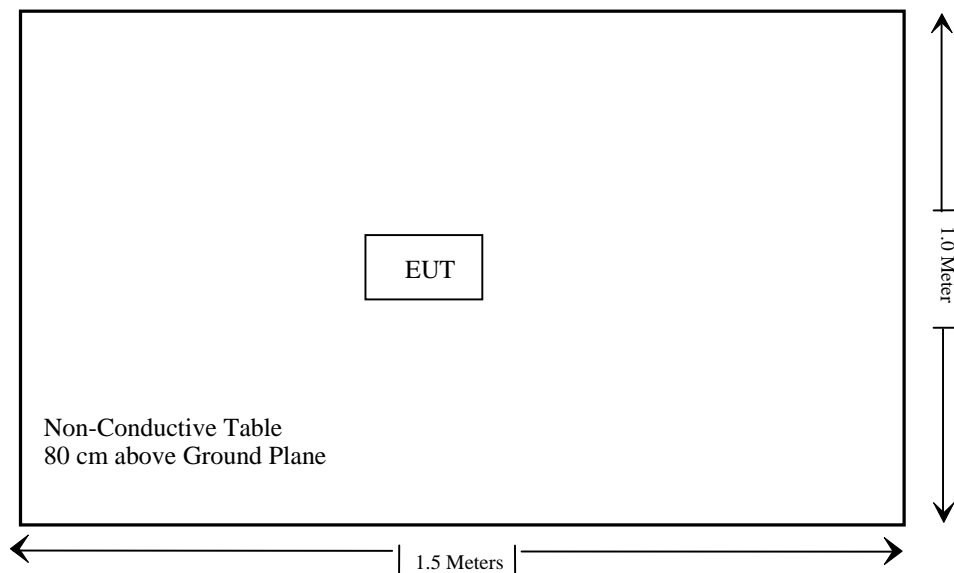 EUT
1.0 Meter
Non-Conductive Table
80 cm above Ground Plane
1.5 Meters